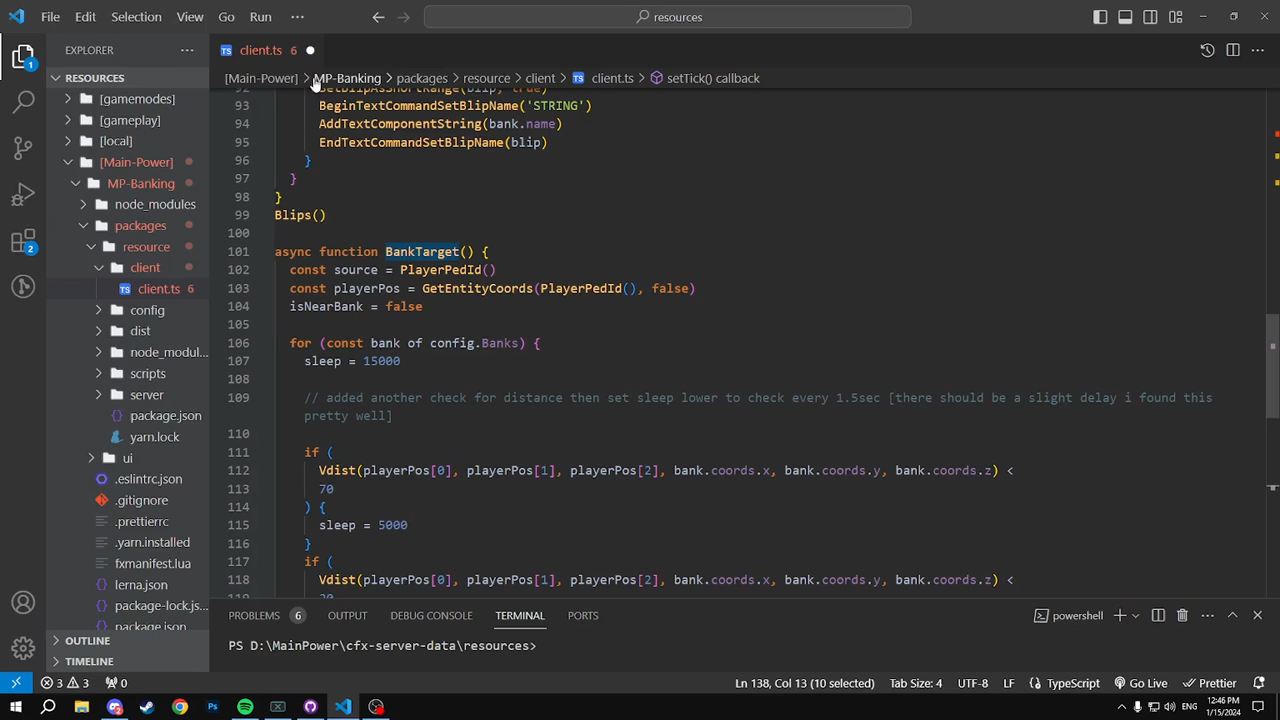 File Edit Selection View Go Run ··· resources
EXPLORER ···
RESOURCES
[gamemodes]
[gameplay]
[local]
[Main-Power]
MP-Banking
node_modules
packages
resource
client
TS client.ts 6
config
dist
node_modul...
scripts
server
package.json
yarn.lock
ui
.eslintrc.json
.gitignore
.prettierrc
.yarn.installed
fxmanifest.lua
lerna.json
package-lock.js...
package.json
OUTLINE
TIMELINE
1
2
TS client.ts 6
[Main-Power] > MP-Banking > packages > resource > client > TS client.ts > setTick() callback
92 SetBlipAsShortRange(blip, true)
93 BeginTextCommandSetBlipName('STRING')
94 AddTextComponentString(bank.name)
95 EndTextCommandSetBlipName(blip)
96 }
97 }
98 }
99 Blips()
100
101 async function BankTarget() {
102 const source = PlayerPedId()
103 const playerPos = GetEntityCoords(PlayerPedId(), false)
104 isNearBank = false
105
106 for (const bank of config.Banks) {
107 sleep = 15000
108
109 // added another check for distance then set sleep lower to check every 1.5sec [there should be a slight delay i found this
pretty well]
110
111 if (
112 Vdist(playerPos[0], playerPos[1], playerPos[2], bank.coords.x, bank.coords.y, bank.coords.z) <
113 70
114 ) {
115 sleep = 5000
116 }
117 if (
118 Vdist(playerPos[0], playerPos[1], playerPos[2], bank.coords.x, bank.coords.y, bank.coords.z) <
PROBLEMS 6 OUTPUT DEBUG CONSOLE TERMINAL PORTS powershell
PS D:\MainPower\cfx-server-data\resources>
3 3 0 Ln 138, Col 13 (10 selected) Tab Size: 4 UTF-8 LF TypeScript Go Live Prettier
ENG 12:46 PM
1/15/2024